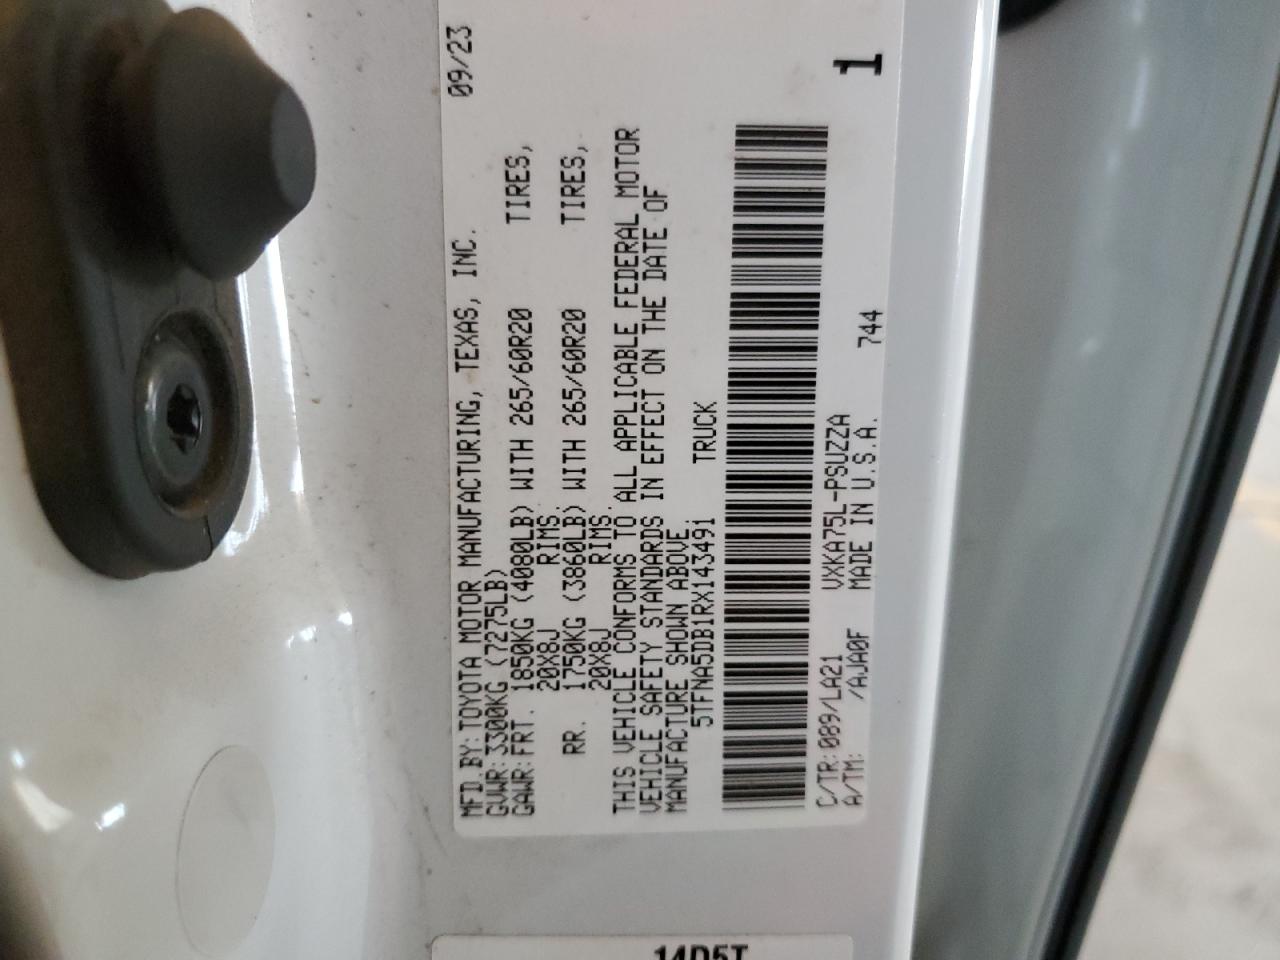 MFD.BY: TOYOTA MOTOR MANUFACTURING, TEXAS, INC. 09/23
GVWR: 3300KG (7275LB)
GAWR: FRT. 1850KG (4080LB) WITH 265/60R20 TIRES,
20X8J RIMS.
RR. 1750KG (3860LB) WITH 265/60R20 TIRES,
20X8J RIMS.
THIS VEHICLE CONFORMS TO ALL APPLICABLE FEDERAL MOTOR
VEHICLE SAFETY STANDARDS IN EFFECT ON THE DATE OF
MANUFACTURE SHOWN ABOVE.
5TFNA5DB1RX143491 TRUCK
C/TR: 089/LA21 VXKA75L-PSUZZA 744 1
A/TM: /AJA0F MADE IN U.S.A.
14D5T